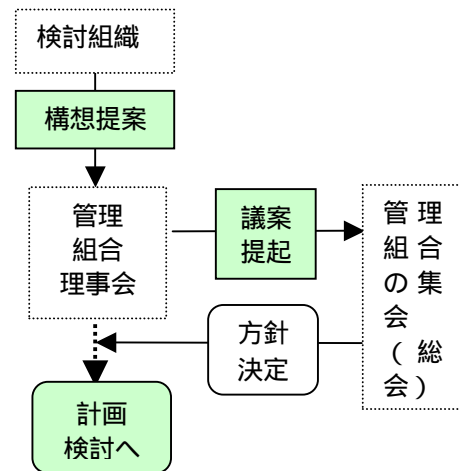 検討組織
構想提案
管理
組合
理事会
議案
提起
管理
組合
の集
会
(総
会)
方針
決定
計画
検討へ